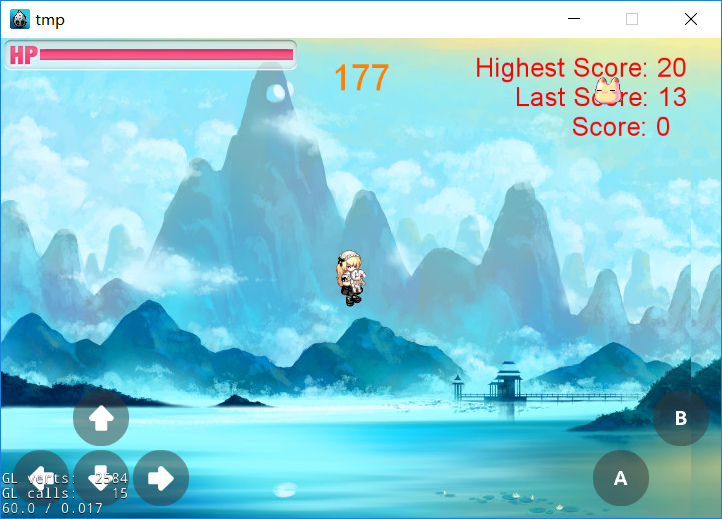 tmp
HP
177
Highest Score: 20
Last Score: 13
Score: 0
B
A
GL verts: 2584
GL calls: 15
60.0 / 0.017